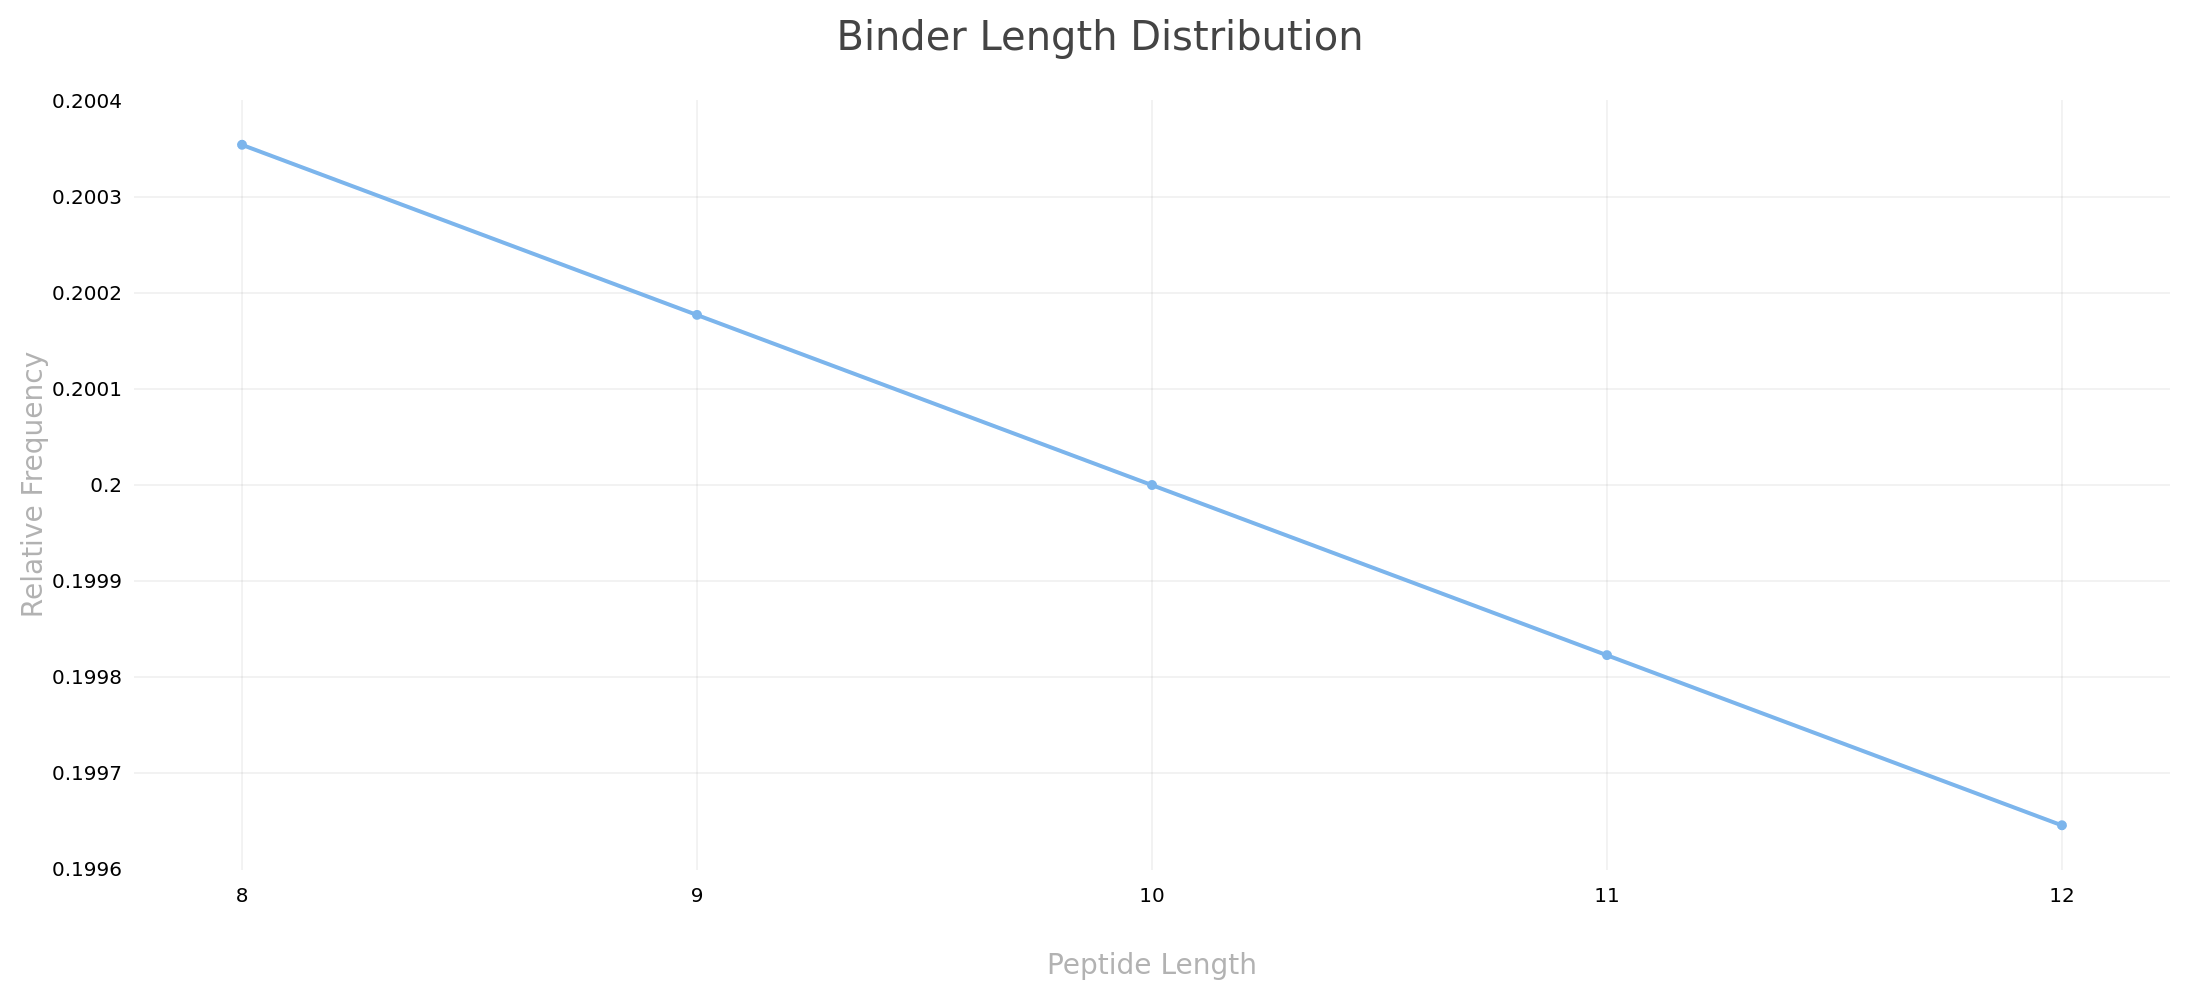 Binder Length Distribution
Relative Frequency
0.2004
0.2003
0.2002
0.2001
0.2
0.1999
0.1998
0.1997
0.1996
8 9 10 11 12
Peptide Length